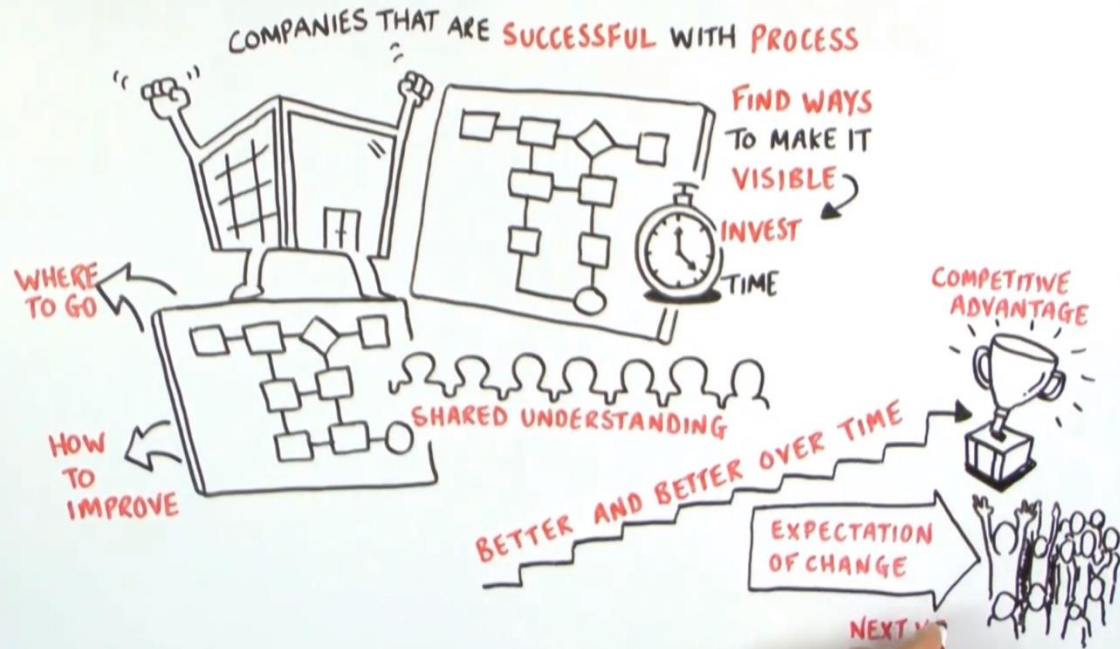 COMPANIES THAT ARE SUCCESSFUL WITH PROCESS
FIND WAYS
TO MAKE IT
VISIBLE
INVEST
TIME
WHERE
TO GO
HOW
TO
IMPROVE
SHARED UNDERSTANDING
BETTER AND BETTER OVER TIME
COMPETITIVE
ADVANTAGE
EXPECTATION
OF CHANGE
NEXT